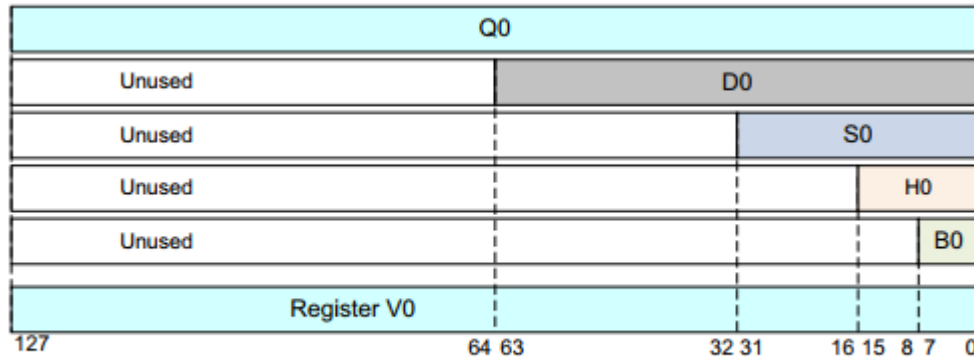 Q0
Unused D0
Unused S0
Unused H0
Unused B0
Register V0
127 64 63 32 31 16 15 8 7 0